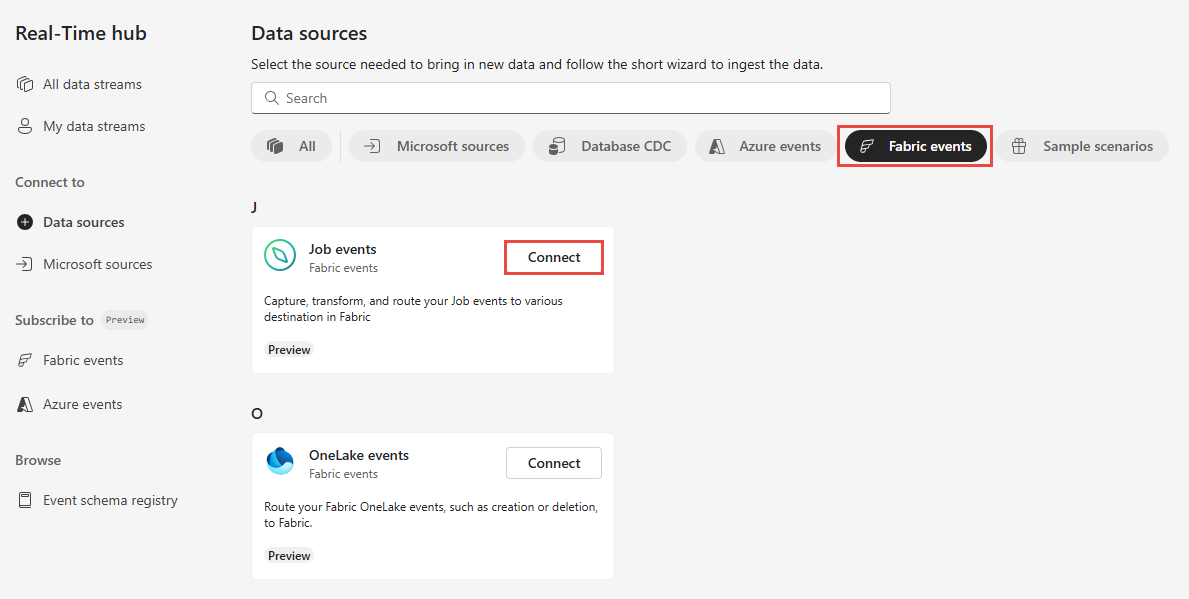 Real-Time hub
All data streams
My data streams
Connect to
Data sources
Microsoft sources
Subscribe to Preview
Fabric events
Azure events
Browse
Event schema registry
Data sources
Select the source needed to bring in new data and follow the short wizard to ingest the data.
Search
All Microsoft sources Database CDC Azure events Fabric events Sample scenarios
J
Job events
Fabric events
Connect
Capture, transform, and route your Job events to various
destination in Fabric
Preview
O
OneLake events
Fabric events
Connect
Route your Fabric OneLake events, such as creation or deletion,
to Fabric.
Preview